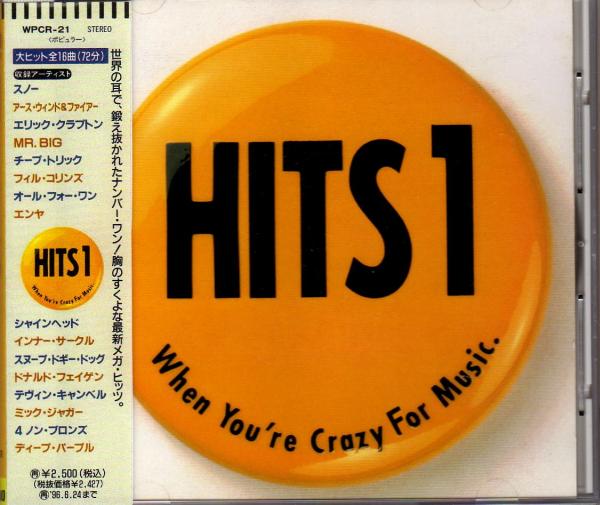 WPCR-21 STEREO
<ポピュラー>
大ヒット全16曲(72分)
収録アーティスト
スノー
アース・ウィンド&ファイアー
エリック・クラプトン
MR. BIG
チープ・トリック
フィル・コリンズ
オール・フォー・ワン
エンヤ
HITS 1
When You're Crazy For Music.
シャインヘッド
インナー・サークル
スヌープ・ドギー・ドッグ
ドナルド・フェイゲン
テヴィン・キャンベル
ミック・ジャガー
4 ノン・ブロンズ
ディープ・パープル
¥2,500(税込)
(税抜価格¥2,427)
'96.6.24まで
世界の耳で、鍛え抜かれたナンバー・ワン!胸のすくよな最新メガ・ヒッツ。
HITS 1
When You're Crazy For Music.